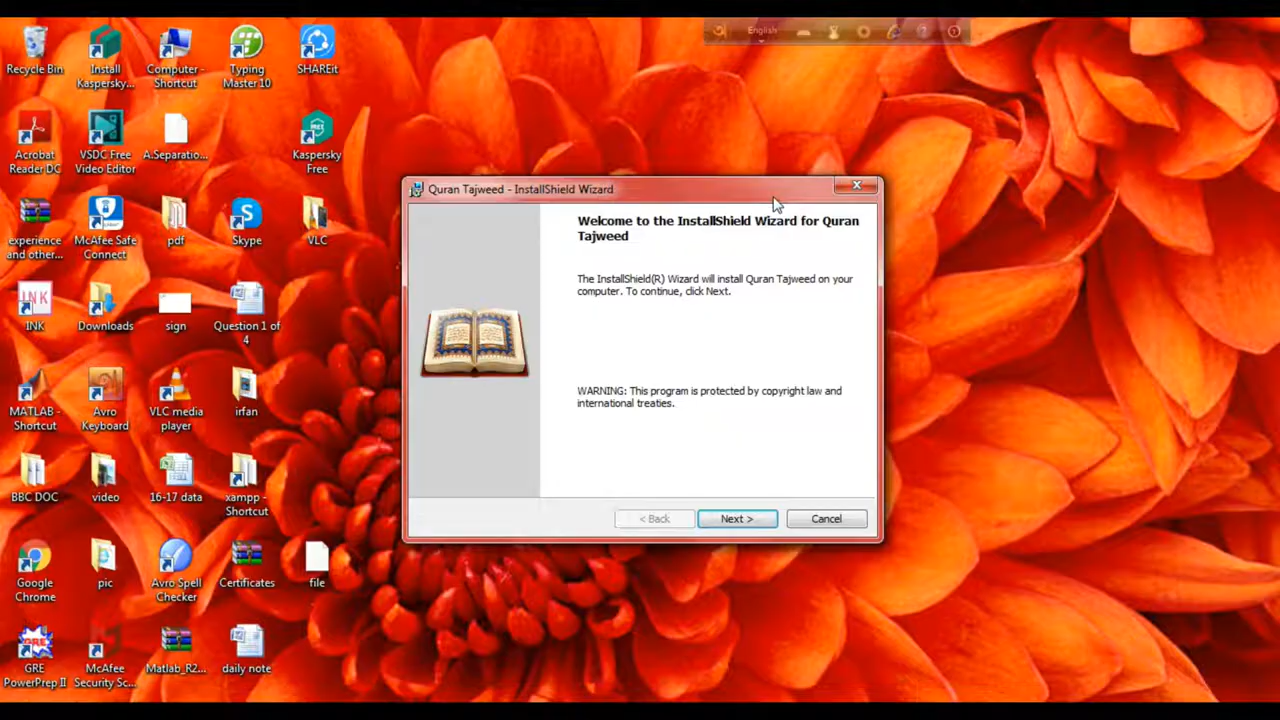 English
Recycle Bin
Install
Kaspersky...
Computer -
Shortcut
Typing
Master 10
SHAREit
Acrobat
Reader DC
VSDC Free
Video Editor
A.Separatio...
Kaspersky
Free
experience
and other...
McAfee Safe
Connect
pdf
Skype
VLC
INK
INK
Downloads
sign
Question 1 of
4
MATLAB -
Shortcut
Avro
Keyboard
VLC media
player
irfan
BBC DOC
video
16-17 data
xampp -
Shortcut
Google
Chrome
pic
Avro Spell
Checker
Certificates
file
GRE
GRE
PowerPrep II
McAfee
Security Sc...
Matlab_R2...
daily note
Quran Tajweed - InstallShield Wizard
Welcome to the InstallShield Wizard for Quran
Tajweed
The InstallShield(R) Wizard will install Quran Tajweed on your
computer. To continue, click Next.
WARNING: This program is protected by copyright law and
international treaties.
< Back
Next >
Cancel